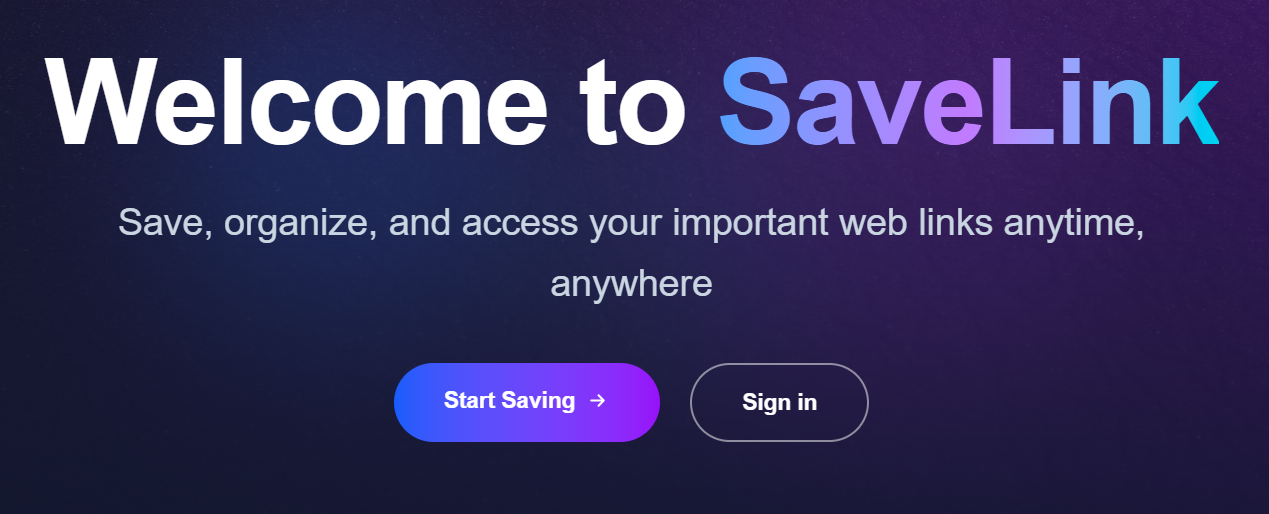 Welcome to SaveLink
Save, organize, and access your important web links anytime,
anywhere
Start Saving →
Sign in